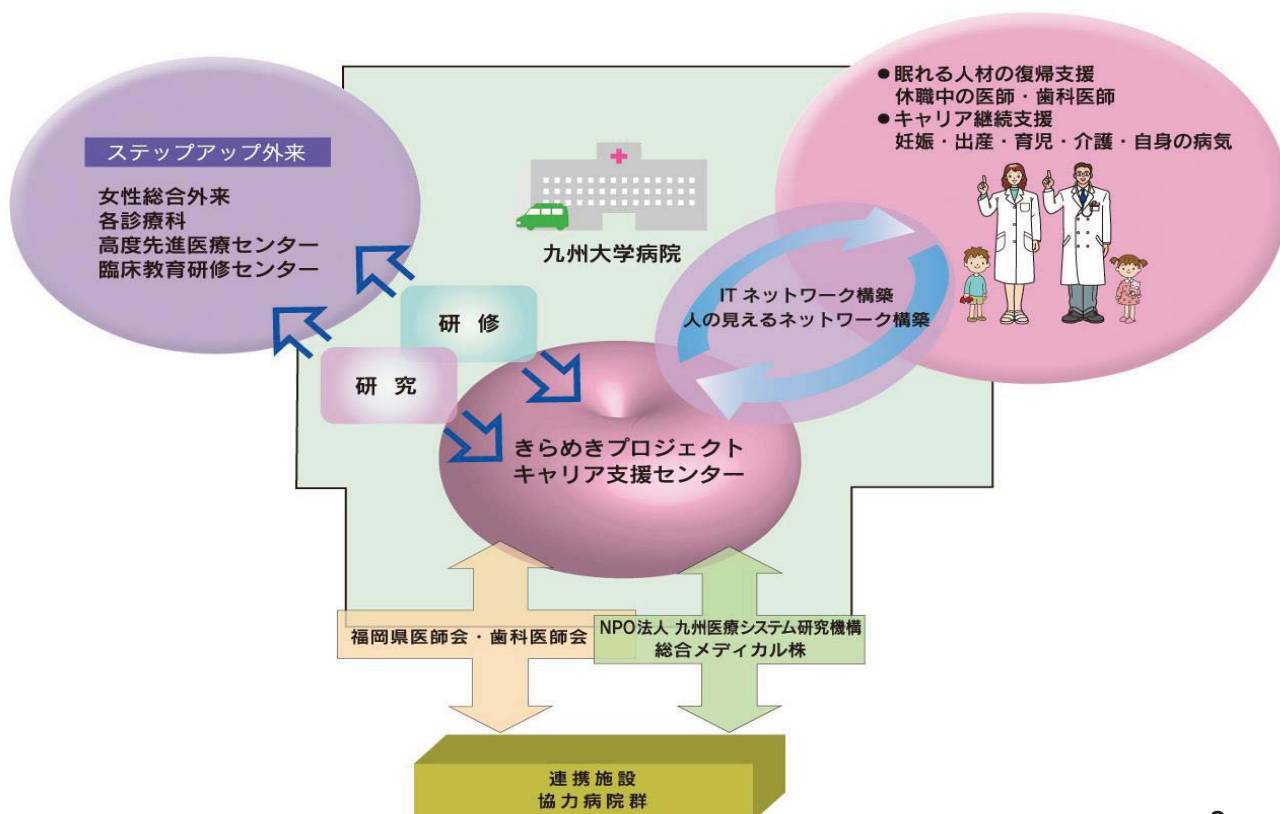 ステップアップ外来
女性総合外来
各診療科
高度先進医療センター
臨床教育研修センター
九州大学病院
●眠れる人材の復帰支援
休職中の医師・歯科医師
●キャリア継続支援
妊娠・出産・育児・介護・自身の病気
ITネットワーク構築
人の見えるネットワーク構築
研修
研究
きらめきプロジェクト
キャリア支援センター
福岡県医師会・歯科医師会
NPO法人 九州医療システム研究機構
総合メディカル株
連携施設
協力病院群